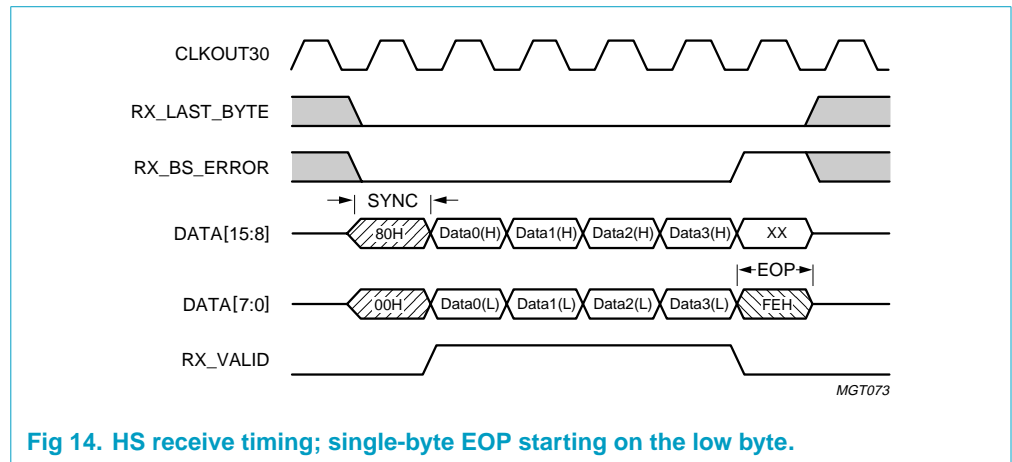 CLKOUT30
RX_LAST_BYTE
RX_BS_ERROR
SYNC
DATA[15:8] 80H Data0(H) Data1(H) Data2(H) Data3(H) XX
EOP
DATA[7:0] 00H Data0(L) Data1(L) Data2(L) Data3(L) FEH
RX_VALID
MGT073
Fig 14. HS receive timing; single-byte EOP starting on the low byte.